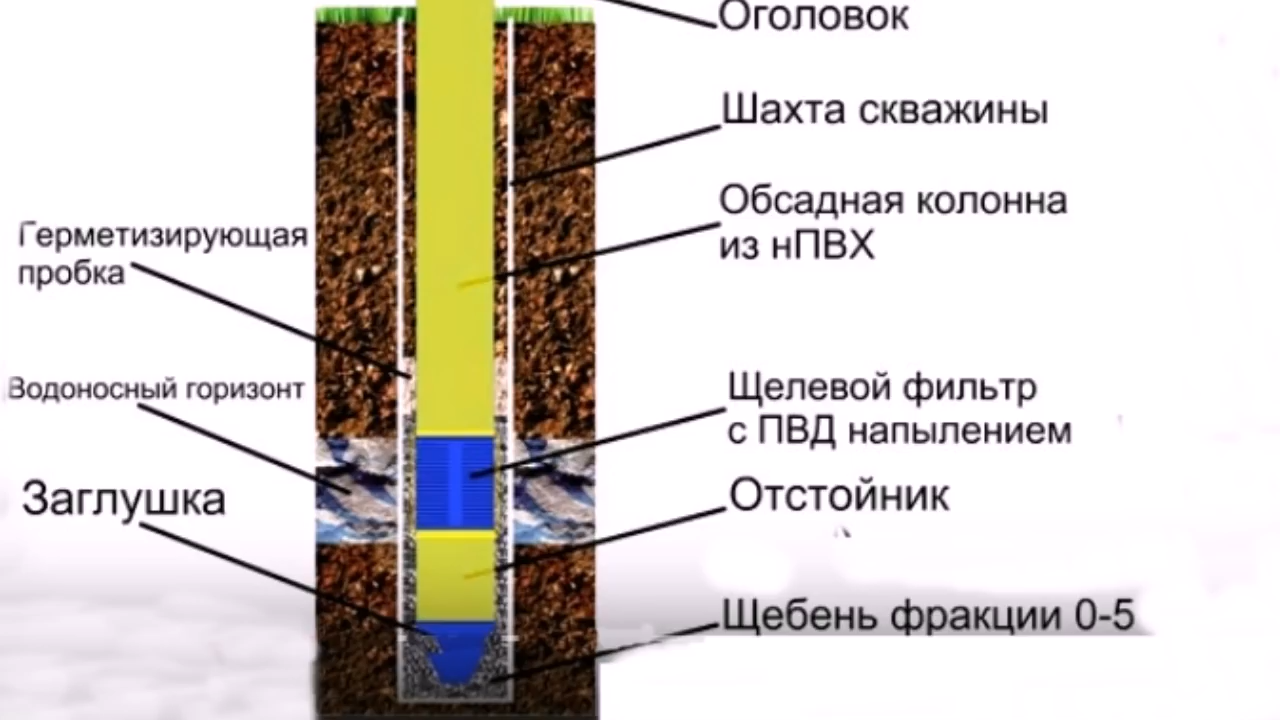 Оголовок
Шахта скважины
Обсадная колонна
из нПВХ
Герметизирующая
пробка
Водоносный горизонт
Щелевой фильтр
с ПВД напылением
Заглушка
Отстойник
Щебень фракции 0-5